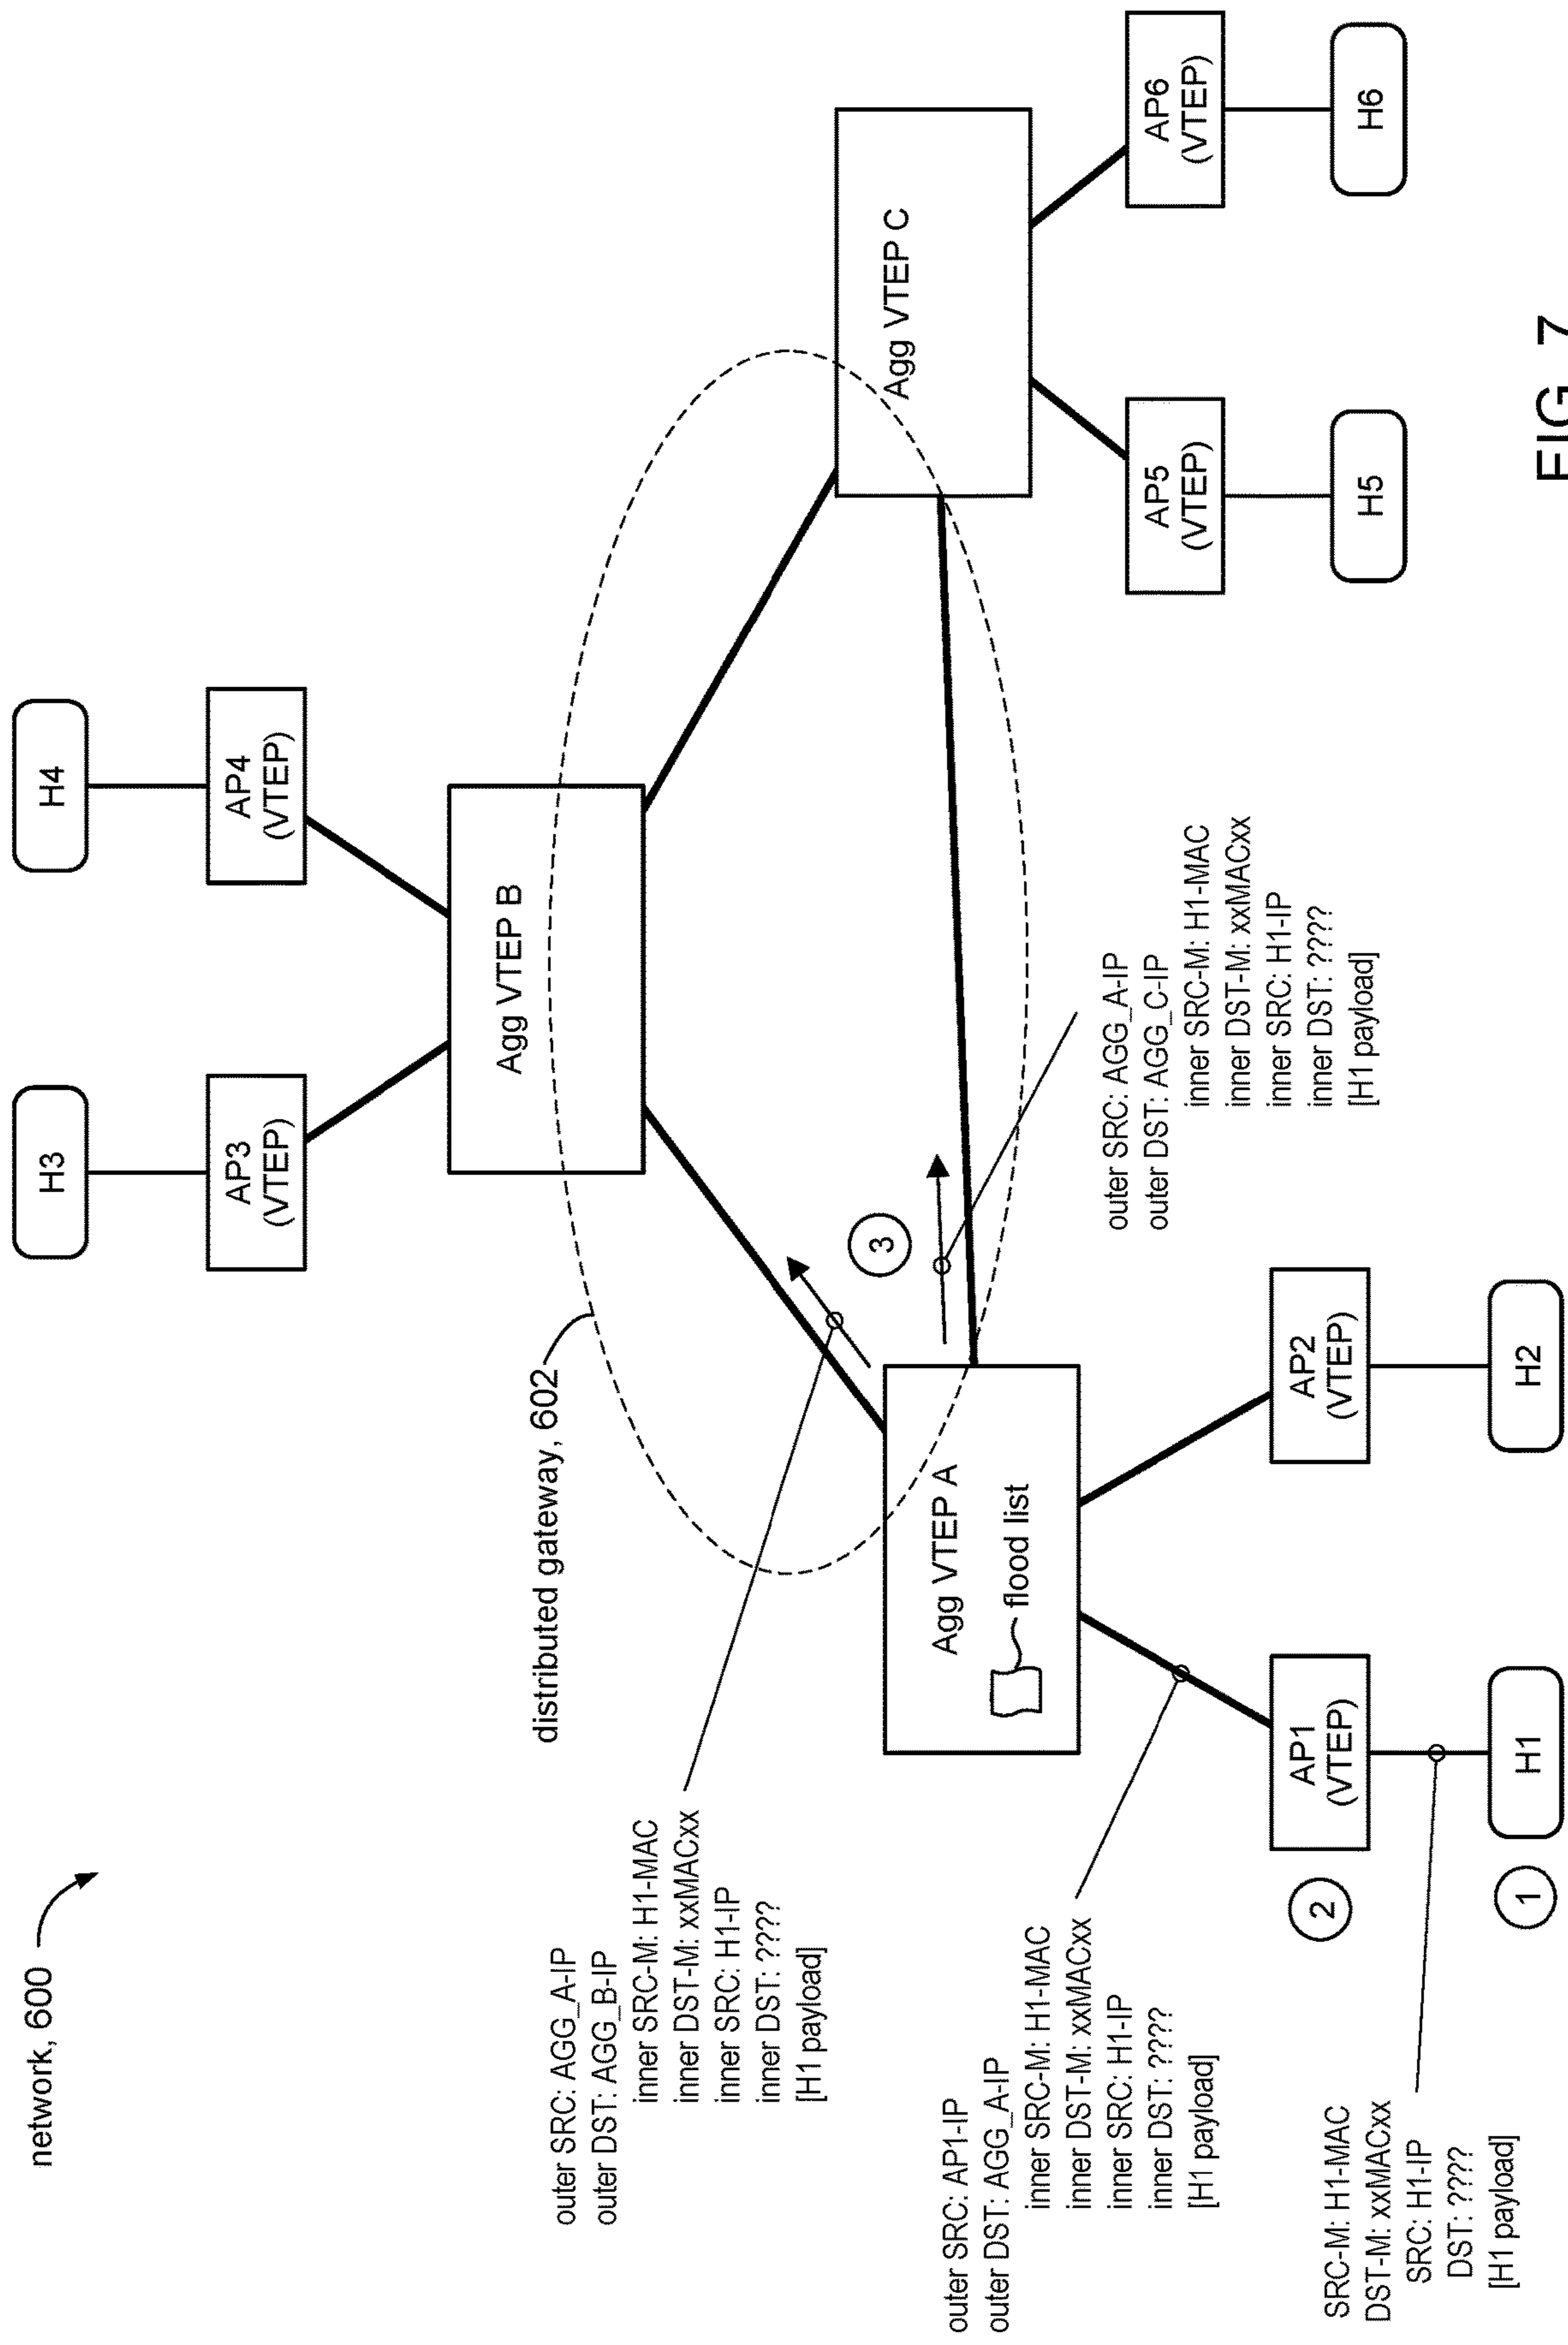 network, 600
H3
H4
AP3
(VTEP)
AP4
(VTEP)
Agg VTEP B
distributed gateway, 602
outer SRC: AGG_A-IP
outer DST: AGG_B-IP
inner SRC-M: H1-MAC
inner DST-M: xxMACxx
inner SRC: H1-IP
inner DST: ????
[H1 payload]
3
Agg VTEP A
flood list
Agg VTEP C
outer SRC: AP1-IP
outer DST: AGG_A-IP
inner SRC-M: H1-MAC
inner DST-M: xxMACxx
inner SRC: H1-IP
inner DST: ????
[H1 payload]
outer SRC: AGG_A-IP
outer DST: AGG_C-IP
inner SRC-M: H1-MAC
inner DST-M: xxMACxx
inner SRC: H1-IP
inner DST: ????
[H1 payload]
2
AP1
(VTEP)
AP2
(VTEP)
AP5
(VTEP)
AP6
(VTEP)
SRC-M: H1-MAC
DST-M: xxMACxx
SRC: H1-IP
DST: ????
[H1 payload]
1
H1
H2
H5
H6
FIG. 7